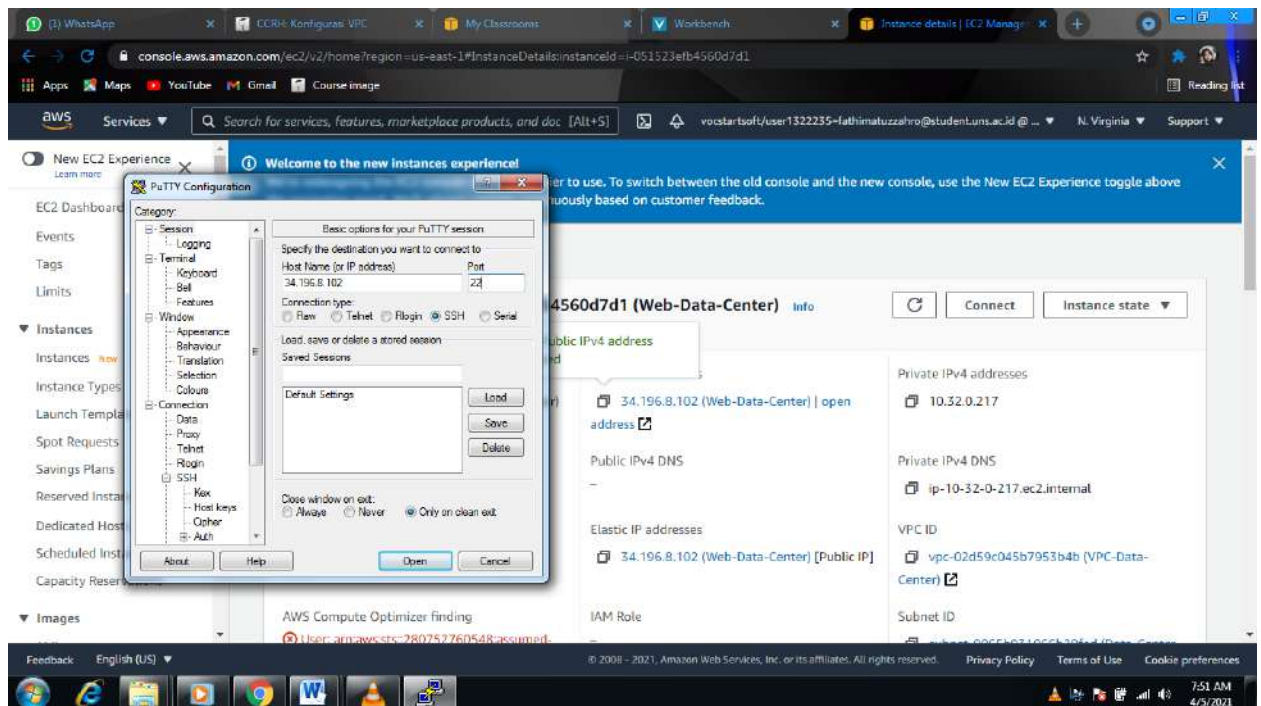 (1) WhatsApp
CCRH: Konfigurasi VPC
My Classrooms
Workbench
Instance details | EC2 Manage
console.aws.amazon.com/ec2/v2/home?region=us-east-1#InstanceDetails:instanceId=i-051523efb4560d7d1
Apps
Maps
YouTube
Gmail
Course image
Reading list
aws
Services
Search for services, features, marketplace products, and doc [Alt+S]
vocstartsoft/user1322235=fathimatuzzahro@student.uns.ac.id @ ...
N. Virginia
Support
New EC2 Experience
Learn more
Welcome to the new instances experience!
er to use. To switch between the old console and the new console, use the New EC2 Experience toggle above
uously based on customer feedback.
EC2 Dashboard
Events
Tags
Limits
Instances
Instances New
Instance Types
Launch Templa
Spot Requests
Savings Plans
Reserved Instan
Dedicated Host
Scheduled Insta
Capacity Reser
Images
PuTTY Configuration
Category:
Session
Logging
Terminal
Keyboard
Bell
Features
Window
Appearance
Behaviour
Translation
Selection
Colours
Connection
Data
Proxy
Telnet
Rlogin
SSH
Kex
Host keys
Cipher
Auth
Basic options for your PuTTY session
Specify the destination you want to connect to
Host Name (or IP address)
Port
34.196.8.102
22
Connection type:
Raw
Telnet
Rlogin
SSH
Serial
Load, save or delete a stored session
Saved Sessions
Default Settings
Load
Save
Delete
Close window on exit:
Always
Never
Only on clean exit
About
Help
Open
Cancel
4560d7d1 (Web-Data-Center)
Info
Connect
Instance state
ublic IPv4 address
ed
34.196.8.102 (Web-Data-Center) | open
address
Private IPv4 addresses
10.32.0.217
Public IPv4 DNS
–
Private IPv4 DNS
ip-10-32-0-217.ec2.internal
Elastic IP addresses
34.196.8.102 (Web-Data-Center) [Public IP]
VPC ID
vpc-02d59c045b7953b4b (VPC-Data-
Center)
AWS Compute Optimizer finding
User: arn:aws:sts::280752760548:assumed-
IAM Role
–
Subnet ID
Feedback
English (US)
© 2008 - 2021, Amazon Web Services, Inc. or its affiliates. All rights reserved.
Privacy Policy
Terms of Use
Cookie preferences
7:51 AM
4/5/2021